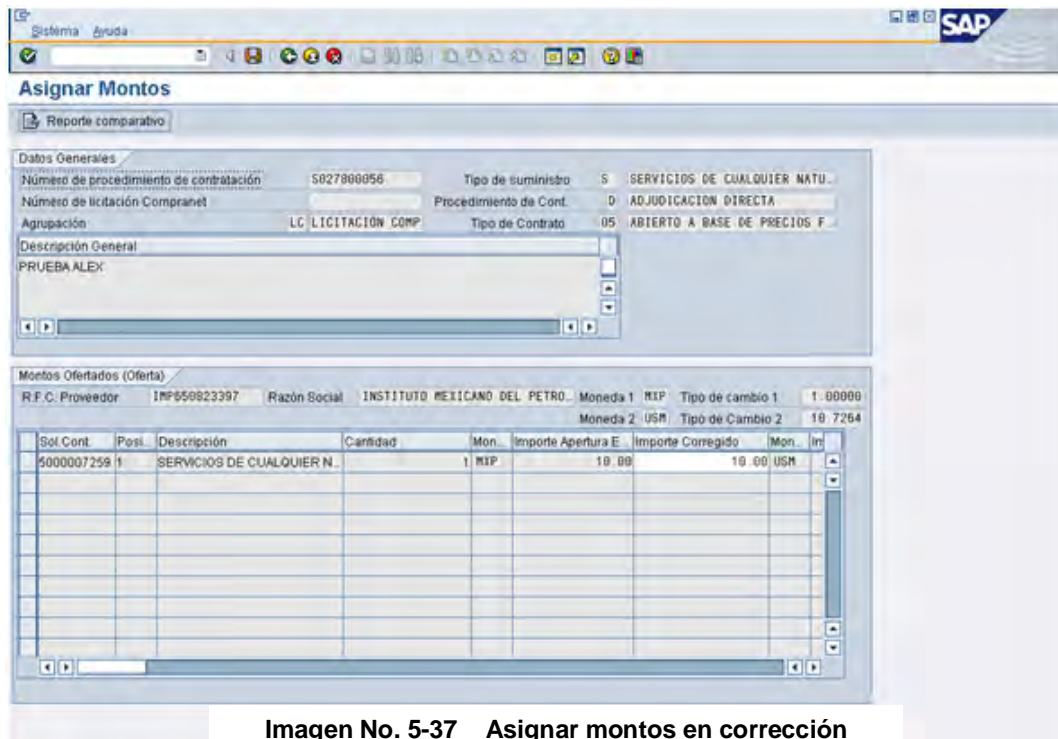 Sistema Ayuda
SAP
Asignar Montos
Reporte comparativo
Datos Generales
Número de procedimiento de contratación S027800056 Tipo de suministro S SERVICIOS DE CUALQUIER NATU..
Número de licitación Compranet Procedimiento de Cont. D ADJUDICACION DIRECTA
Agrupación LC LICITACION COMP Tipo de Contrato 05 ABIERTO A BASE DE PRECIOS F..
Descripción General
PRUEBA ALEX
Montos Ofertados (Oferta)
R.F.C. Proveedor IMP650823397 Razón Social INSTITUTO MEXICANO DEL PETRO.. Moneda 1 MXP Tipo de cambio 1 1.00000
Moneda 2 USM Tipo de Cambio 2 10.7264
Sol.Cont. Posi.. Descripción Cantidad Mon.. Importe Apertura E.. Importe Corregido Mon.. Im
5000007259 1 SERVICIOS DE CUALQUIER N.. 1 MXP 10.00 10.00 USM
Imagen No. 5-37 Asignar montos en corrección